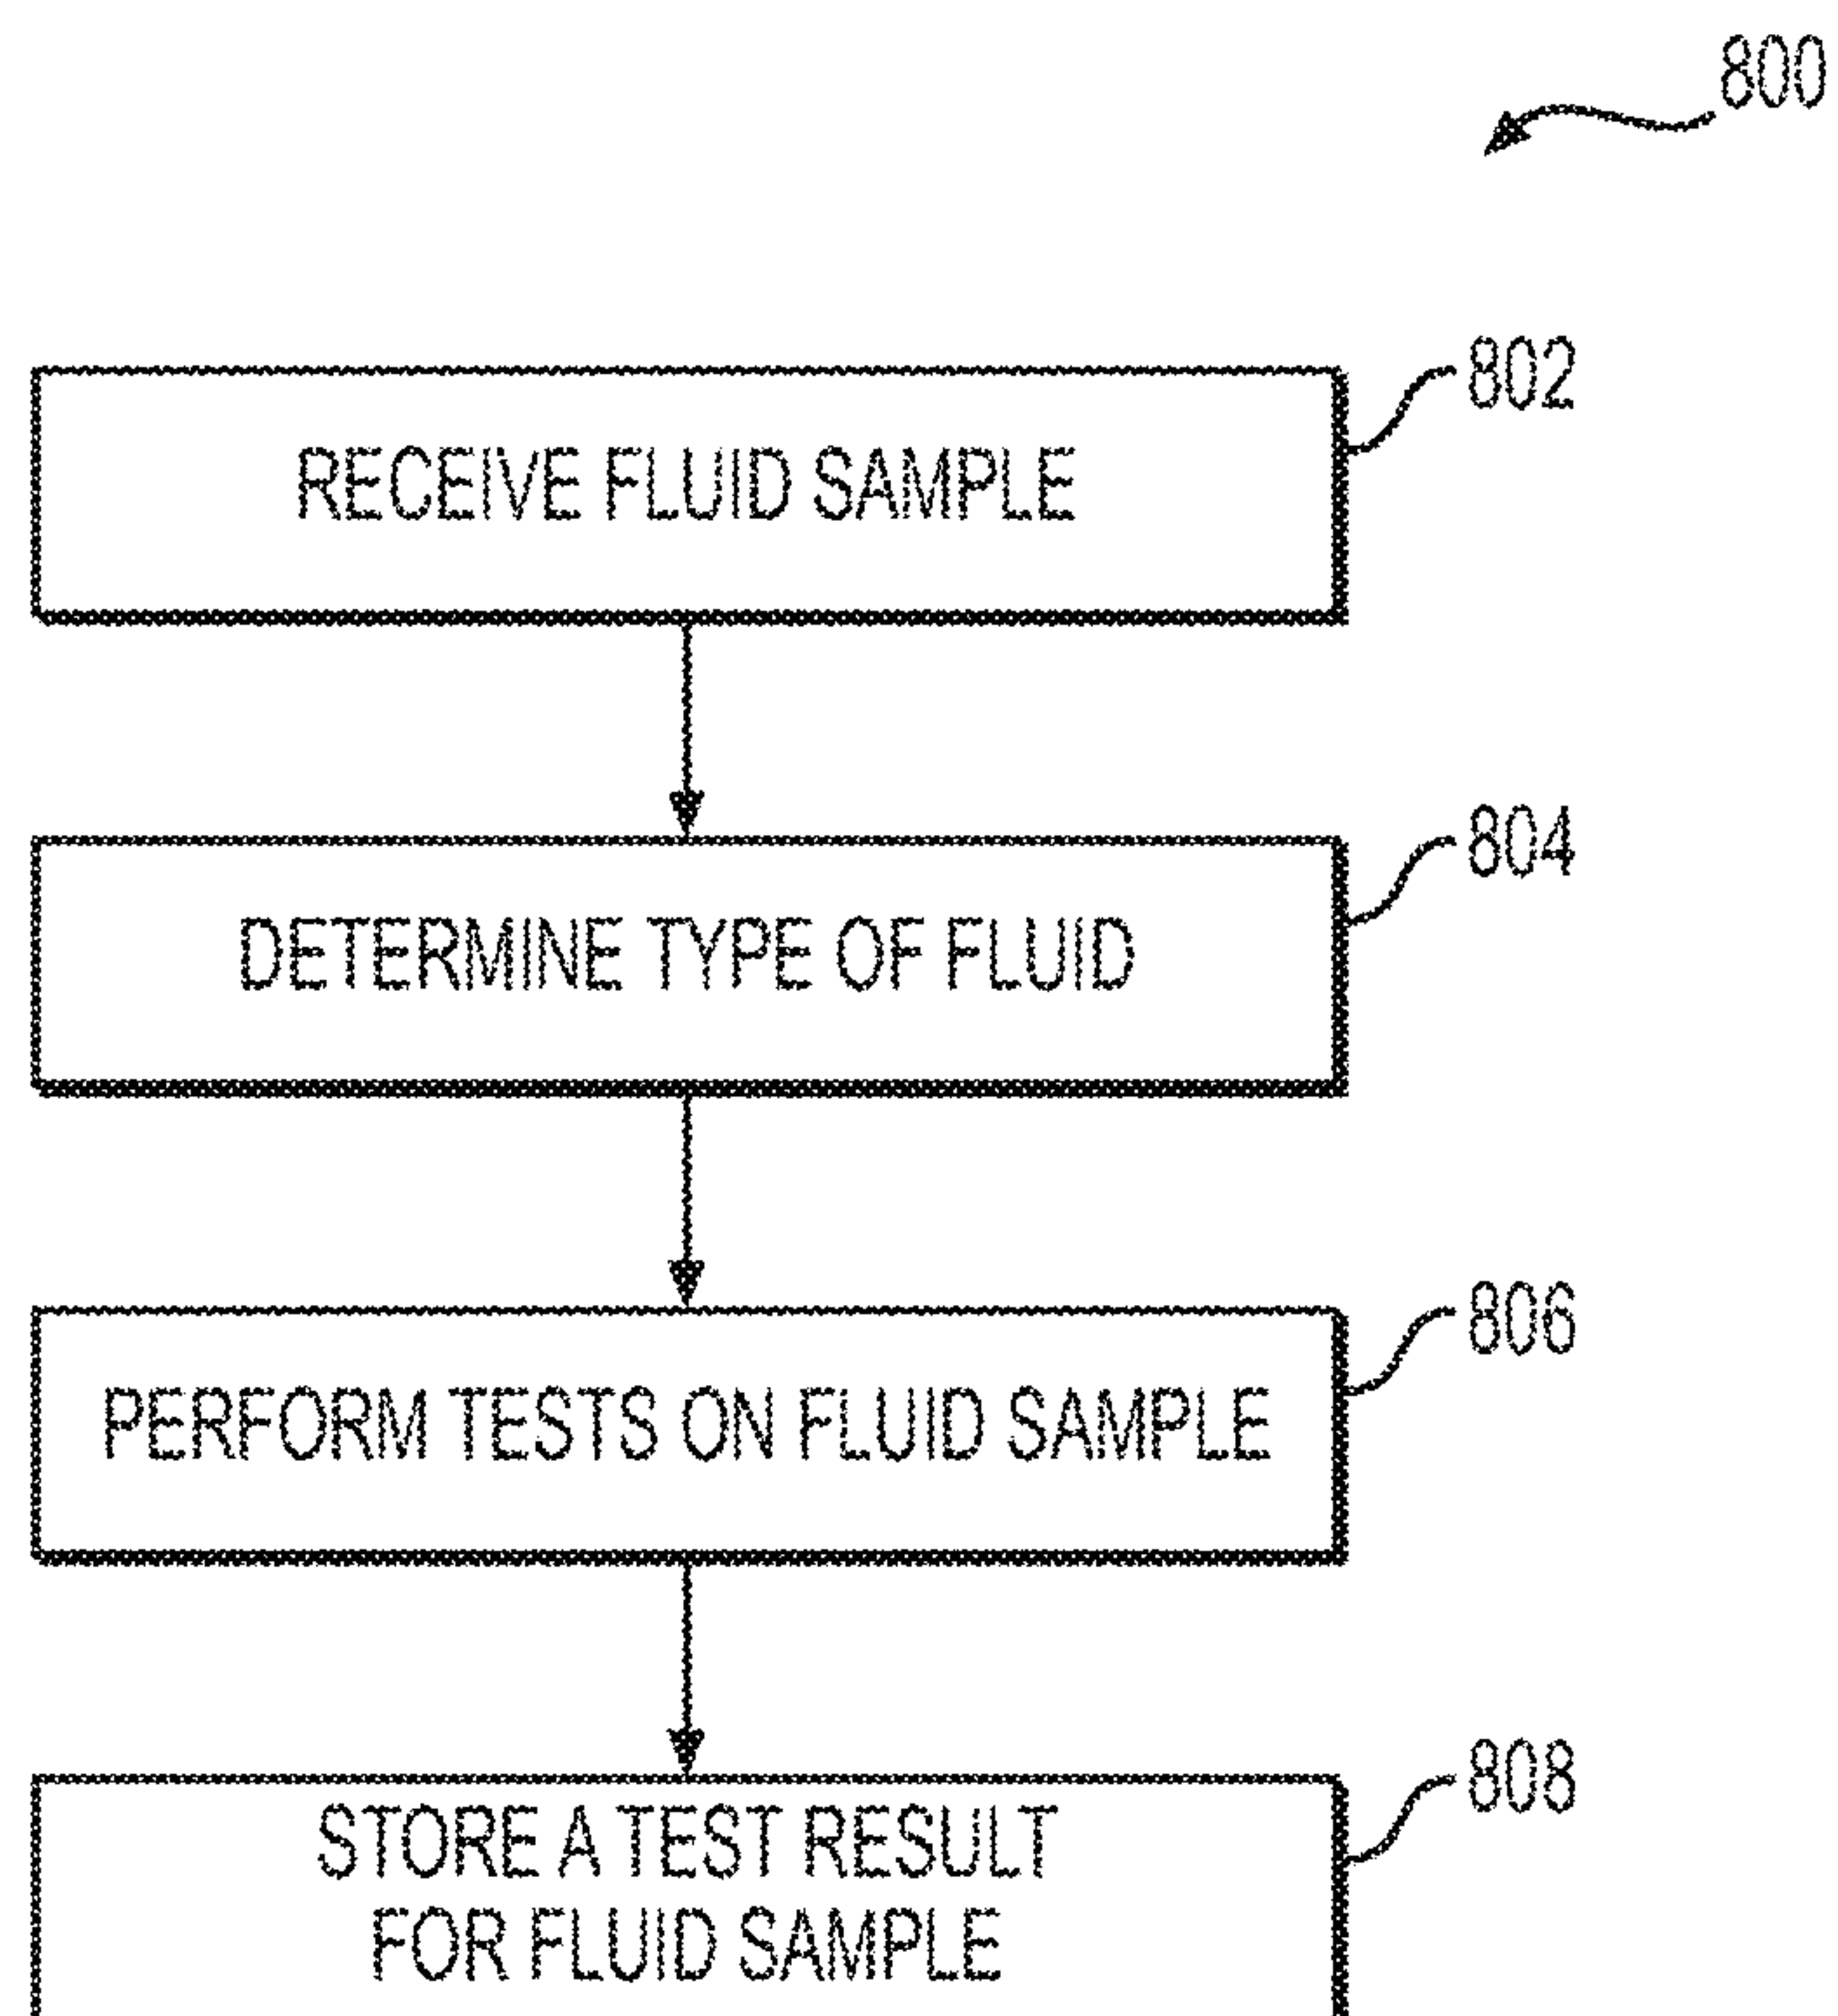 800
802
RECEIVE FLUID SAMPLE
804
DETERMINE TYPE OF FLUID
806
PERFORM TESTS ON FLUID SAMPLE
808
STORE A TEST RESULT
FOR FLUID SAMPLE